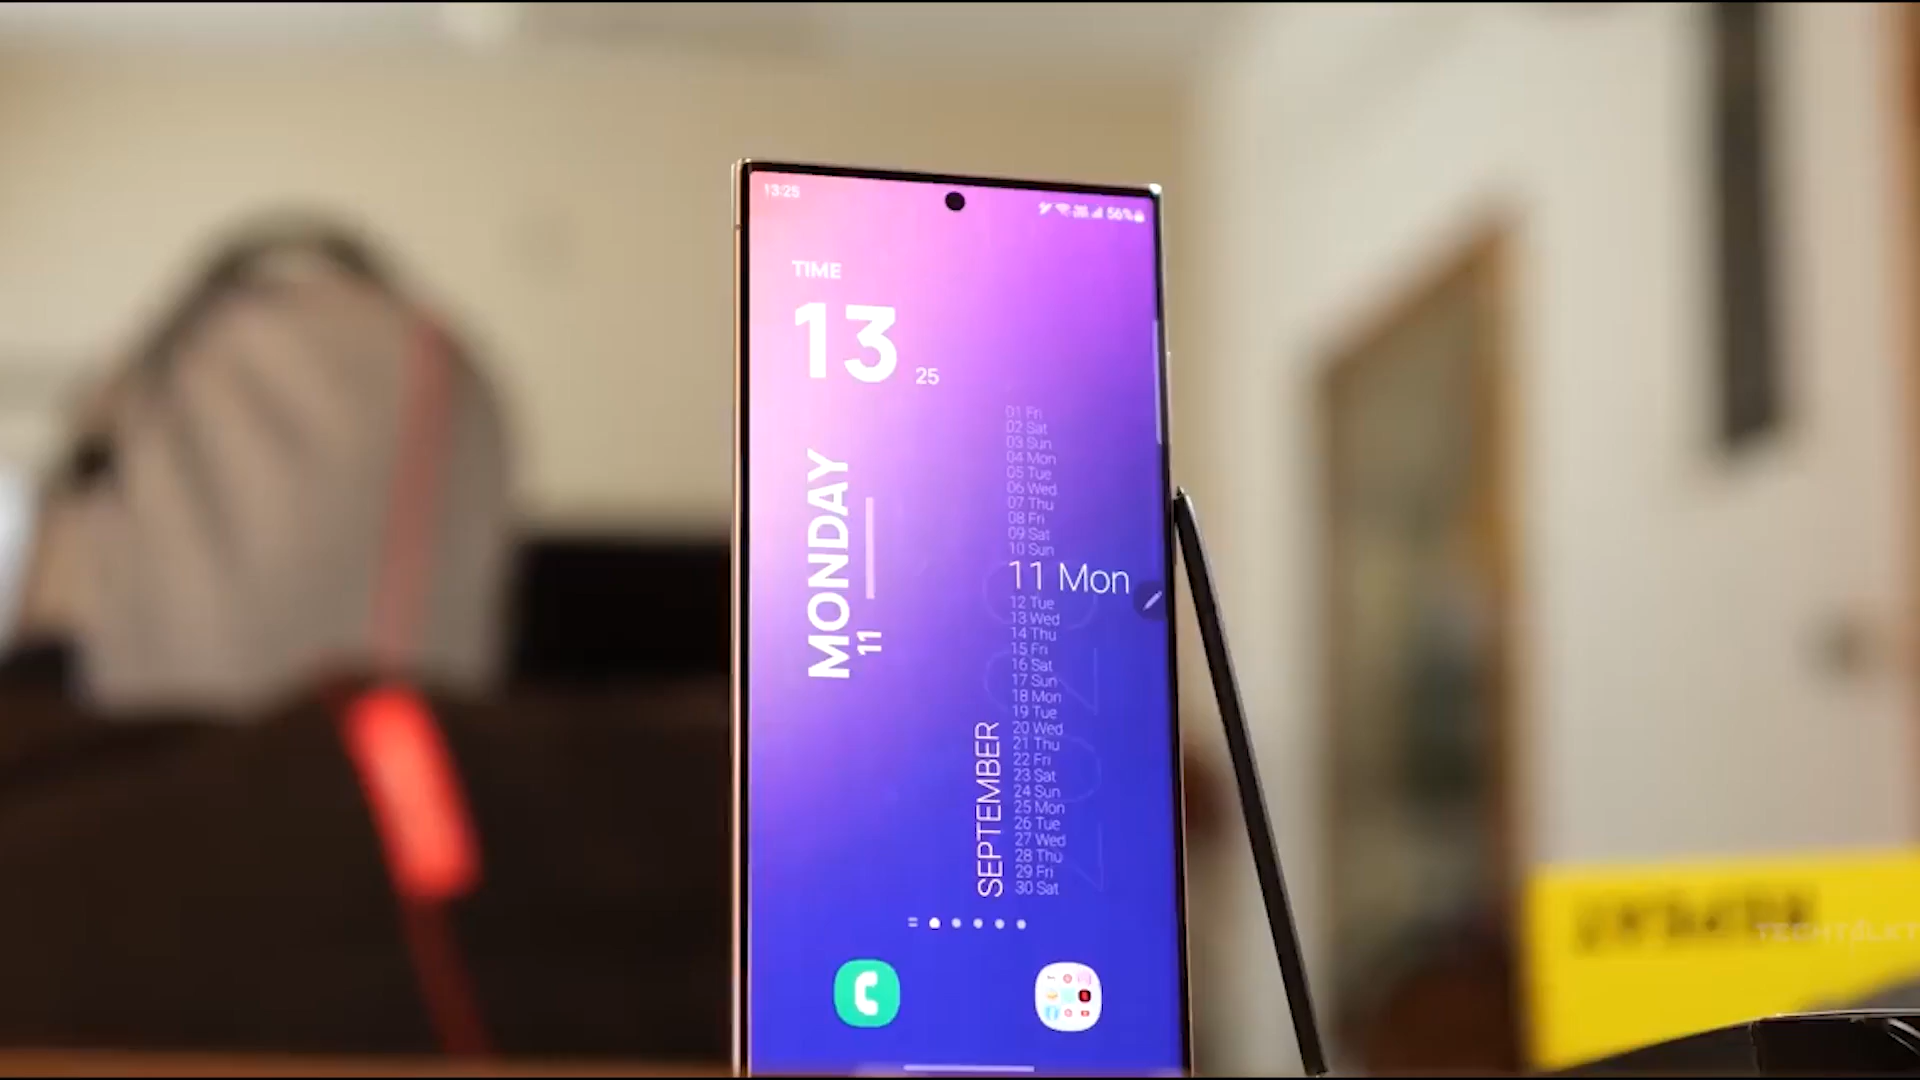 13:25
56%
TIME
13
25
MONDAY
11
01 Fri
02 Sat
03 Sun
04 Mon
05 Tue
06 Wed
07 Thu
08 Fri
09 Sat
10 Sun
11 Mon
12 Tue
13 Wed
14 Thu
15 Fri
16 Sat
17 Sun
18 Mon
19 Tue
20 Wed
21 Thu
22 Fri
23 Sat
24 Sun
25 Mon
26 Tue
27 Wed
28 Thu
29 Fri
30 Sat
SEPTEMBER